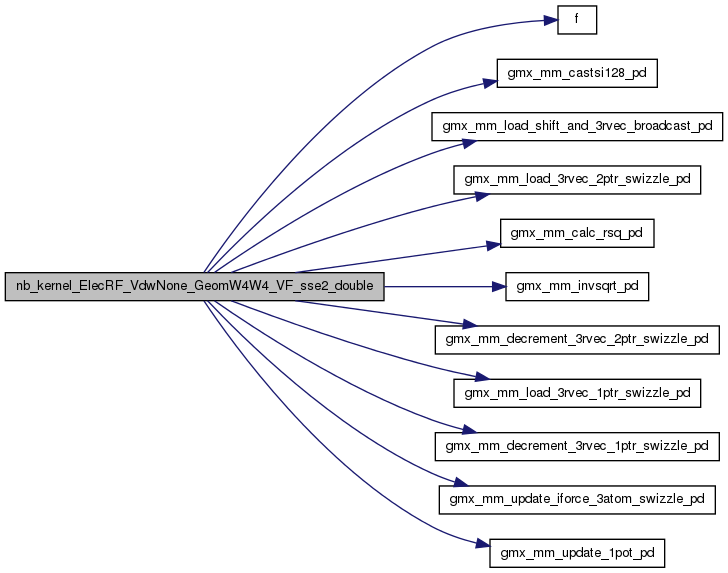 f
gmx_mm_castsi128_pd
gmx_mm_load_shift_and_3rvec_broadcast_pd
gmx_mm_load_3rvec_2ptr_swizzle_pd
gmx_mm_calc_rsq_pd
nb_kernel_ElecRF_VdwNone_GeomW4W4_VF_sse2_double
gmx_mm_invsqrt_pd
gmx_mm_decrement_3rvec_2ptr_swizzle_pd
gmx_mm_load_3rvec_1ptr_swizzle_pd
gmx_mm_decrement_3rvec_1ptr_swizzle_pd
gmx_mm_update_iforce_3atom_swizzle_pd
gmx_mm_update_1pot_pd